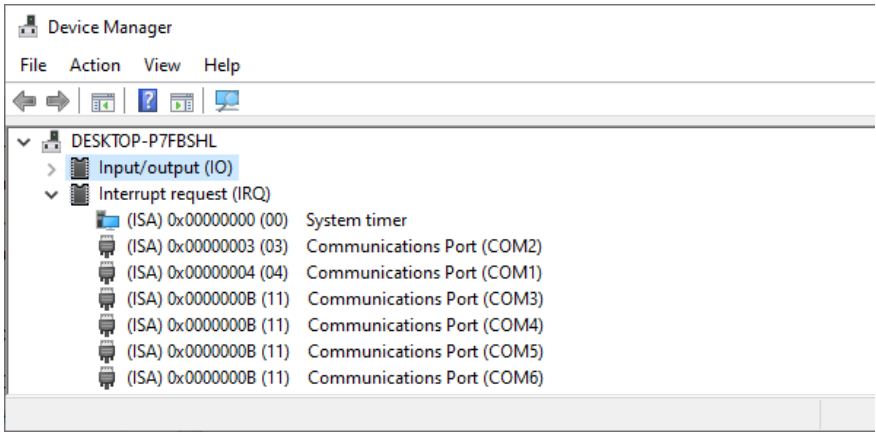 Device Manager
File Action View Help
DESKTOP-P7FBSHL
Input/output (IO)
Interrupt request (IRQ)
(ISA) 0x00000000 (00) System timer
(ISA) 0x00000003 (03) Communications Port (COM2)
(ISA) 0x00000004 (04) Communications Port (COM1)
(ISA) 0x0000000B (11) Communications Port (COM3)
(ISA) 0x0000000B (11) Communications Port (COM4)
(ISA) 0x0000000B (11) Communications Port (COM5)
(ISA) 0x0000000B (11) Communications Port (COM6)